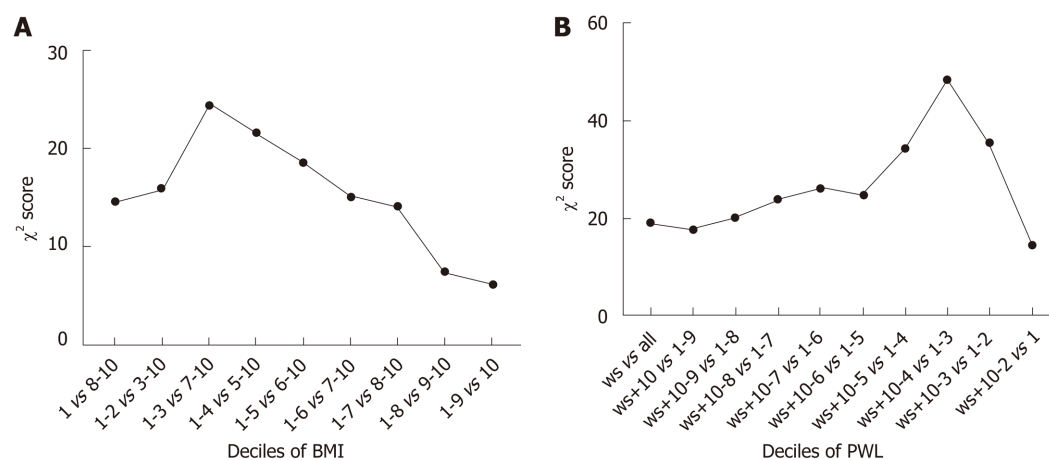 A
30
20
10
0
χ² score
1 vs 8-10
1-2 vs 3-10
1-3 vs 7-10
1-4 vs 5-10
1-5 vs 6-10
1-6 vs 7-10
1-7 vs 8-10
1-8 vs 9-10
1-9 vs 10
Deciles of BMI
B
60
40
20
0
χ² score
ws vs all
ws+10 vs 1-9
ws+10-9 vs 1-8
ws+10-8 vs 1-7
ws+10-7 vs 1-6
ws+10-6 vs 1-5
ws+10-5 vs 1-4
ws+10-4 vs 1-3
ws+10-3 vs 1-2
ws+10-2 vs 1
Deciles of PWL